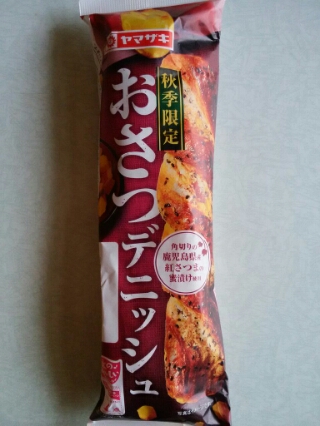 ヤマザキ
秋季限定
おさつデニッシュ
角切りの
鹿児島県産
紅さつまの
蜜漬け使用